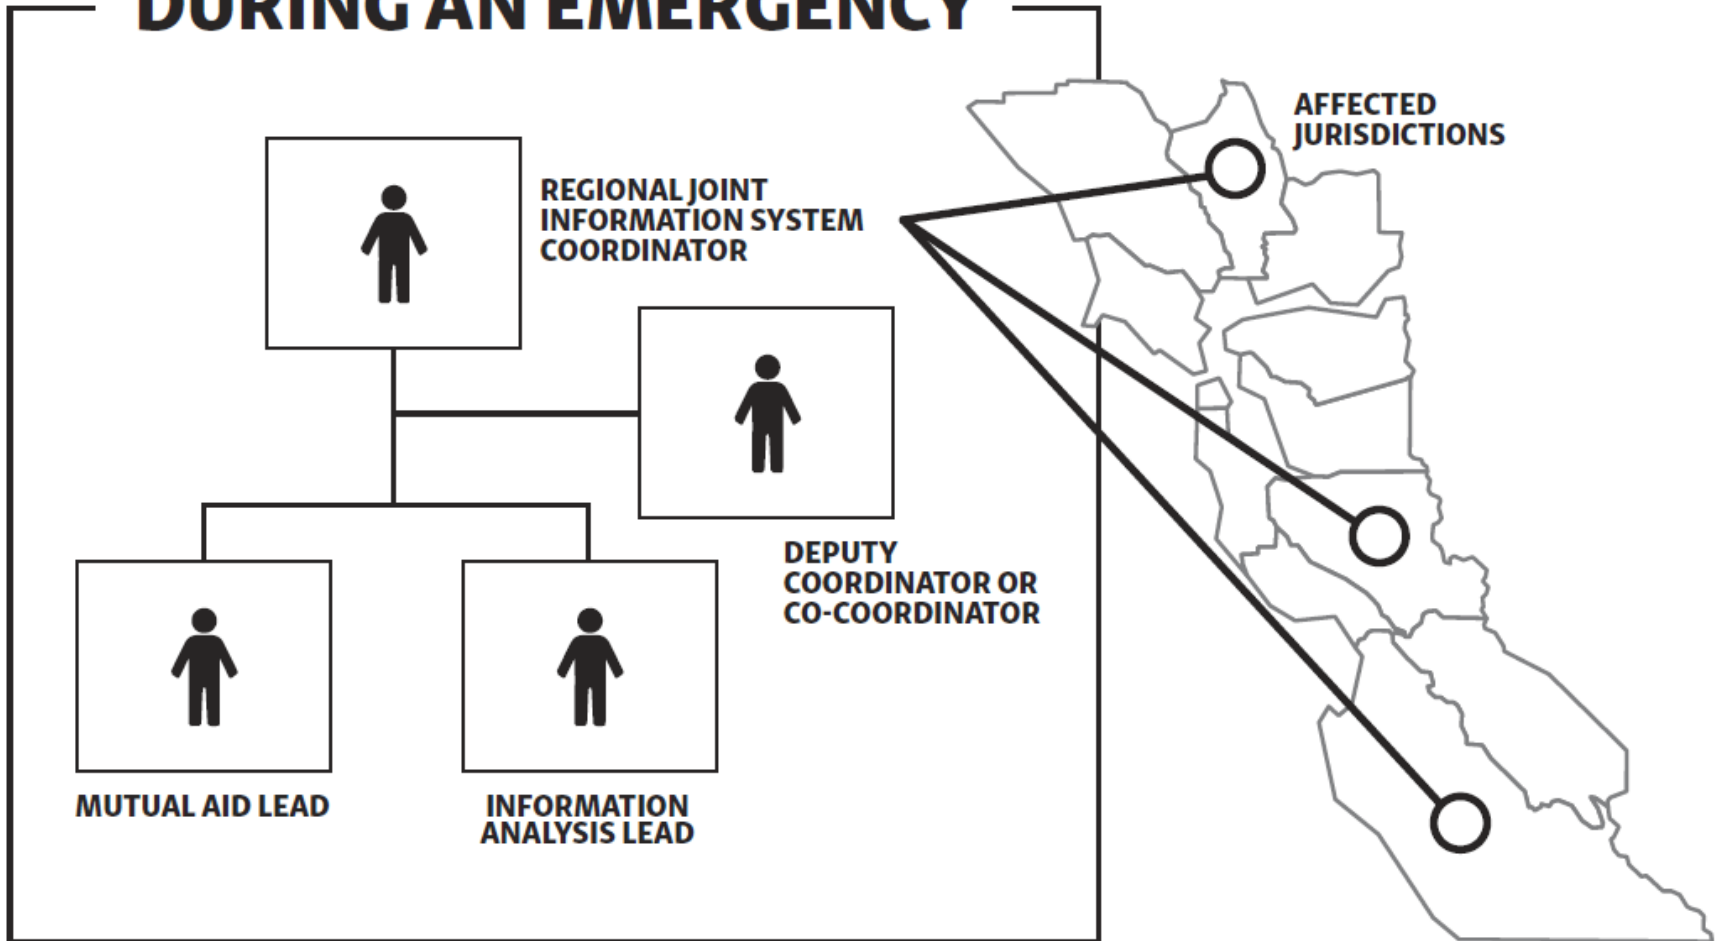 DURING AN EMERGENCY
AFFECTED
JURISDICTIONS
REGIONAL JOINT
INFORMATION SYSTEM
COORDINATOR
DEPUTY
COORDINATOR OR
CO-COORDINATOR
MUTUAL AID LEAD
INFORMATION
ANALYSIS LEAD